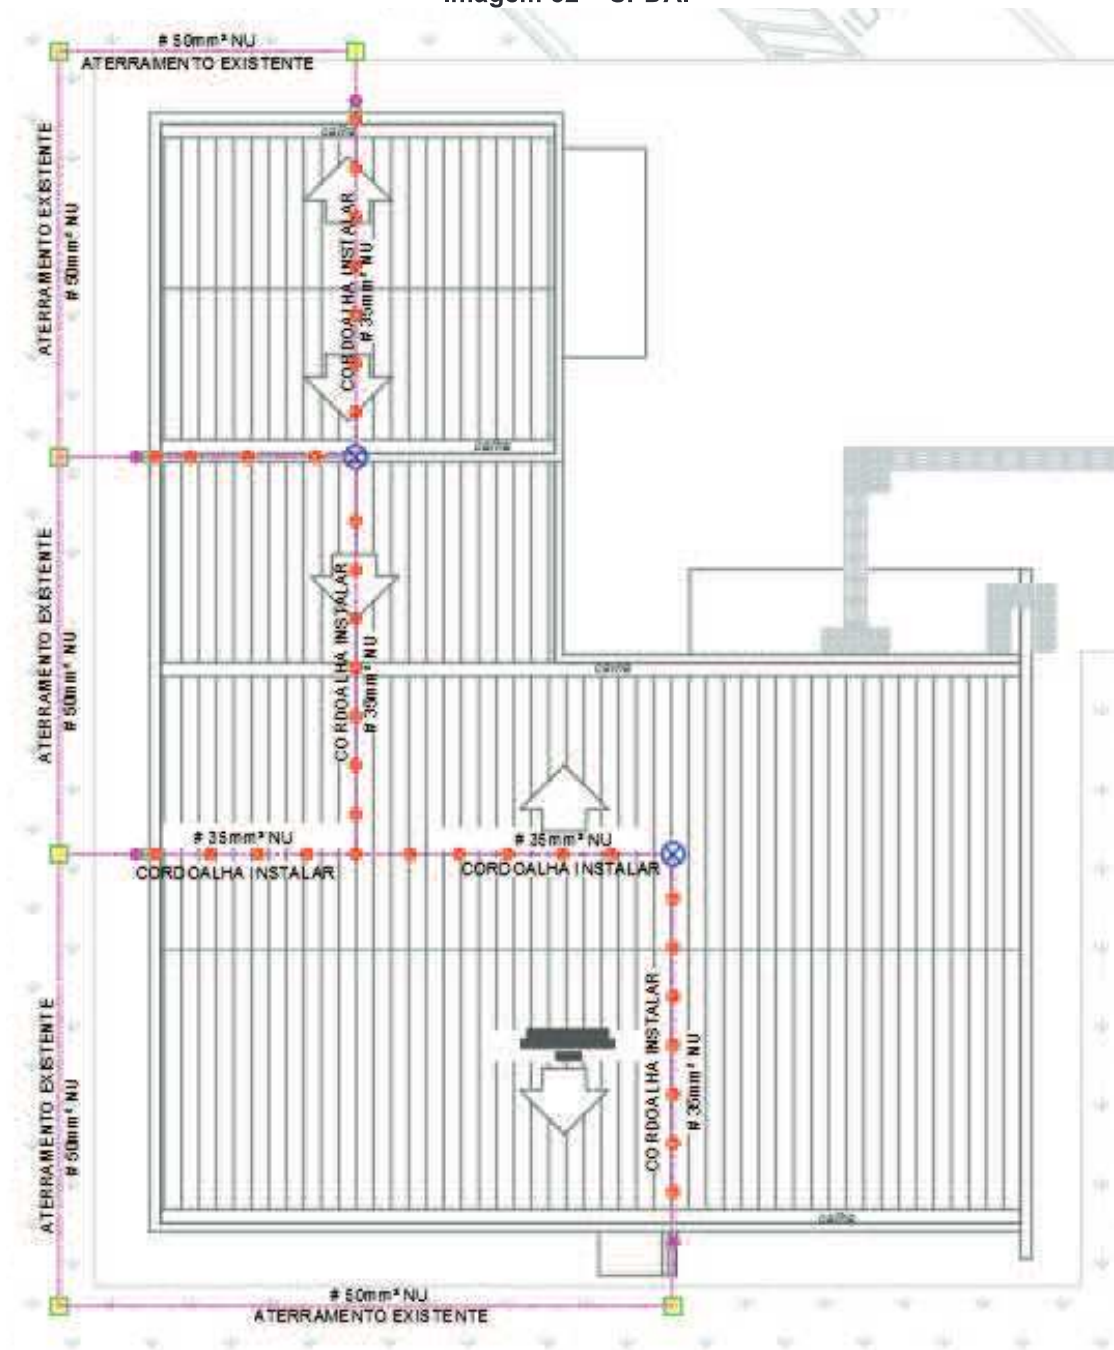 # 50mm² NU
ATERRAMENTO EXISTENTE
calha
ATERRAMENTO EXISTENTE
# 50mm² NU
CORDOALHA INSTALAR
# 35mm² NU
calha
ATERRAMENTO EXISTENTE
# 50mm² NU
CORDOALHA INSTALAR
# 35mm² NU
calha
# 35mm² NU
CORDOALHA INSTALAR
# 35mm² NU
CORDOALHA INSTALAR
ATERRAMENTO EXISTENTE
# 50mm² NU
CORDOALHA INSTALAR
# 35mm² NU
calha
# 50mm² NU
ATERRAMENTO EXISTENTE